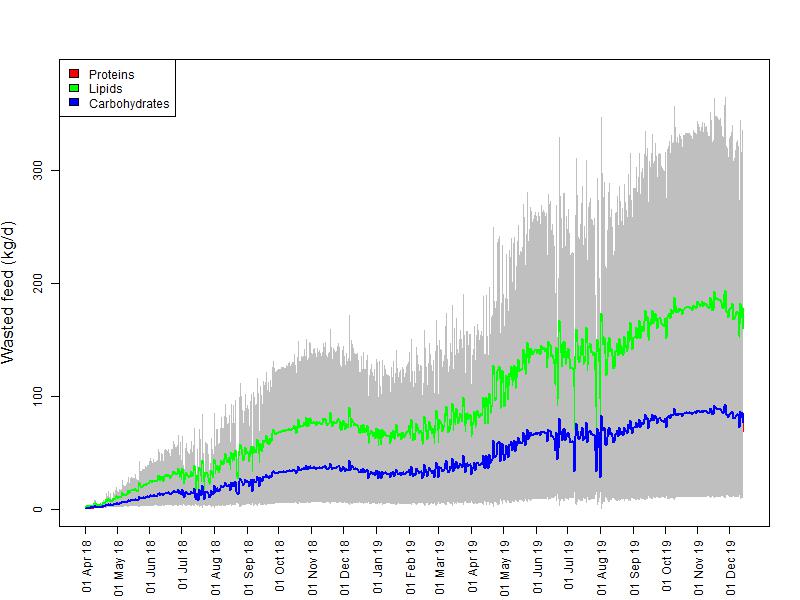 Proteins
Lipids
Carbohydrates
Wasted feed (kg/d)
300
200
100
0
01 Apr 18
01 May 18
01 Jun 18
01 Jul 18
01 Aug 18
01 Sep 18
01 Oct 18
01 Nov 18
01 Dec 18
01 Jan 19
01 Feb 19
01 Mar 19
01 Apr 19
01 May 19
01 Jun 19
01 Jul 19
01 Aug 19
01 Sep 19
01 Oct 19
01 Nov 19
01 Dec 19